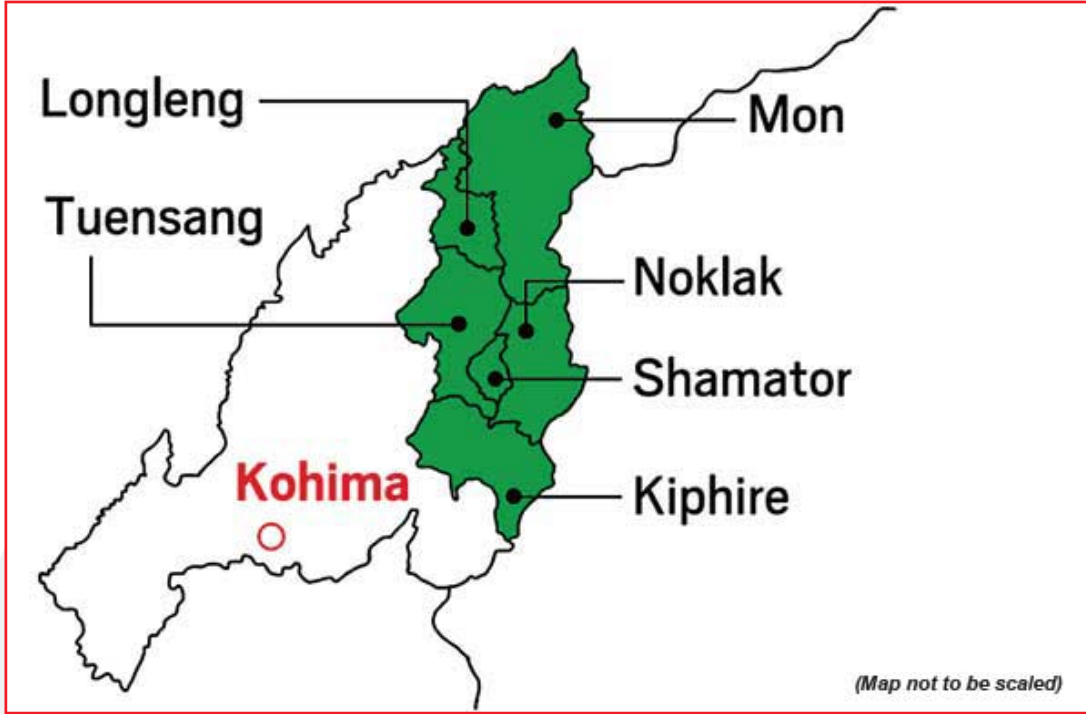 Longleng
Mon
Tuensang
Noklak
Shamator
Kohima
Kiphire
(Map not to be scaled)